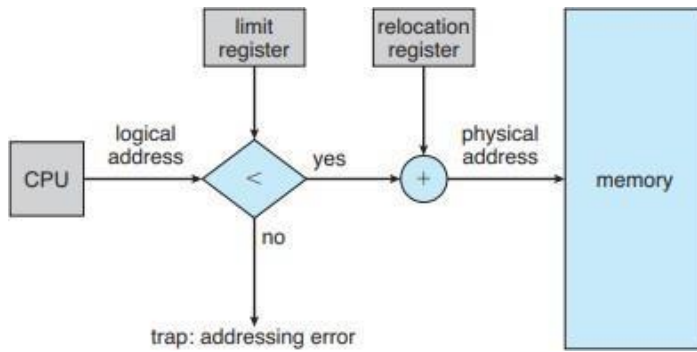 limit
register
relocation
register
logical
address
physical
address
CPU
<
yes
+
memory
no
trap: addressing error